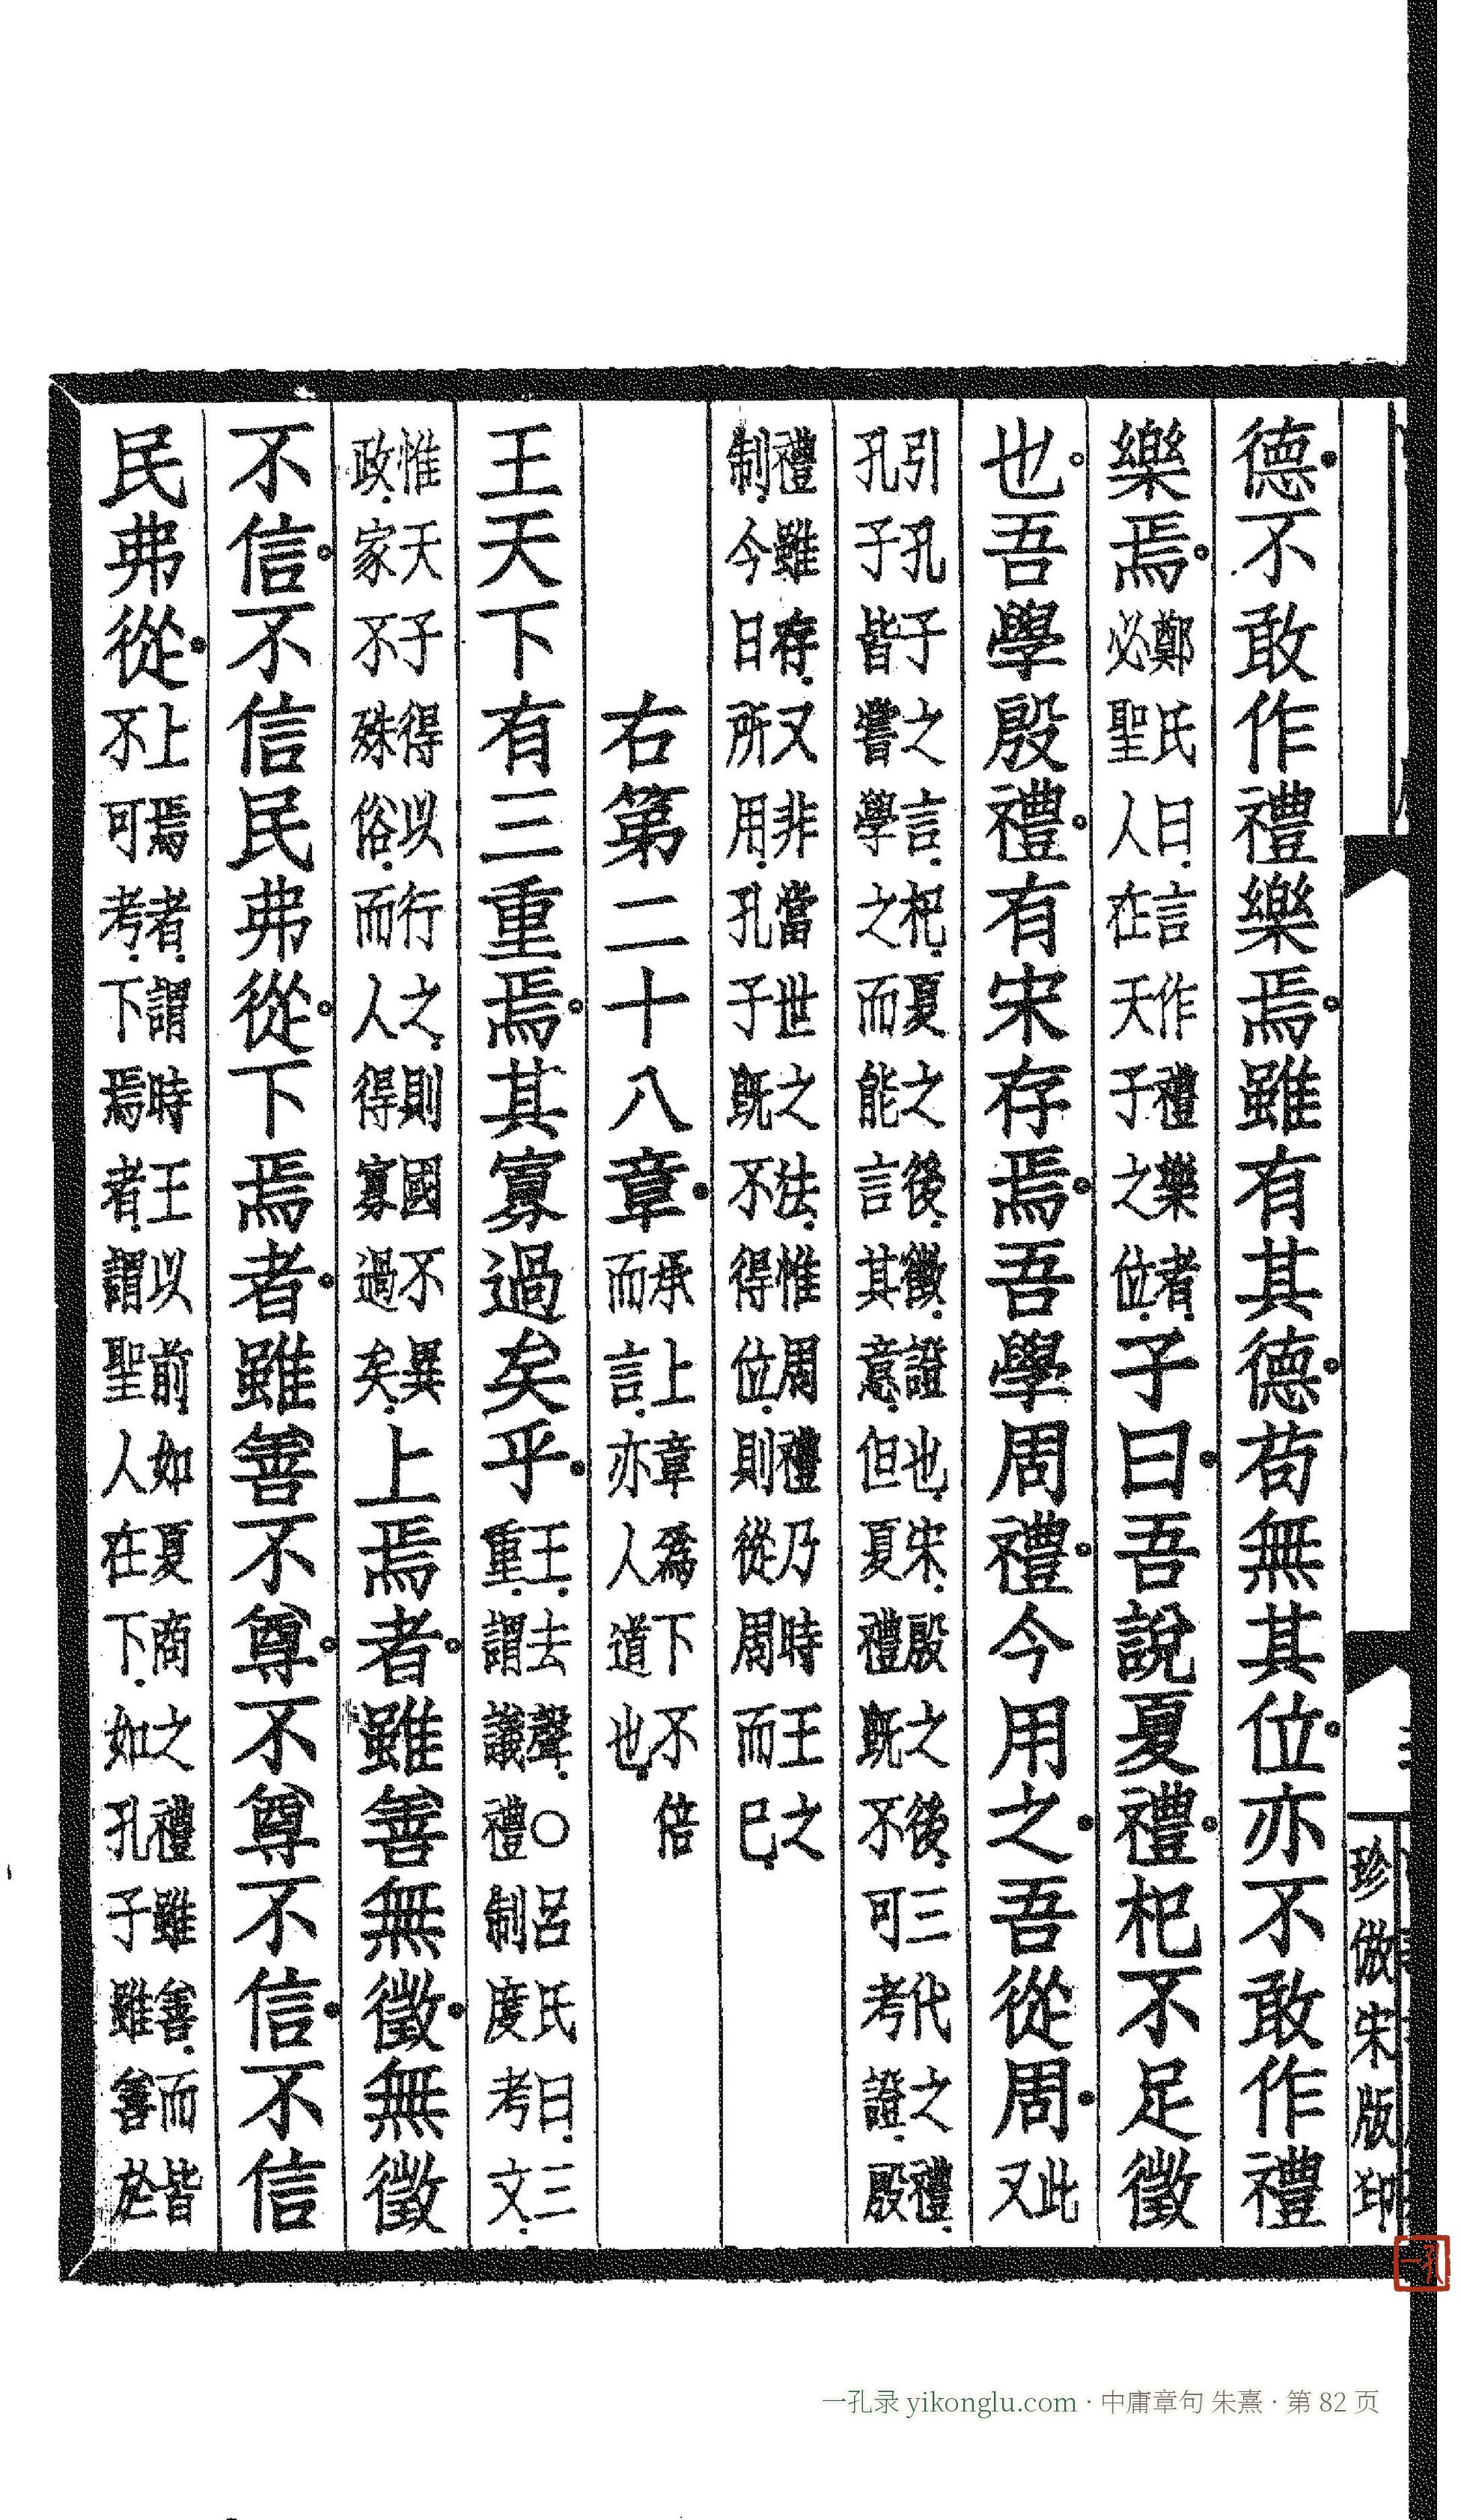 德不敢作禮樂焉雖有其德苟無其位亦不敢作禮
樂焉鄭氏曰言作禮樂者必聖人在天子之位子曰吾說夏禮杞不足徵
也吾學殷禮有宋存焉吾學周禮今用之吾從周此又
引孔子之言杞夏之後徵證也宋殷之後三代之禮孔子皆嘗學之而能言其意但夏禮既不可考證殷
禮雖存又非當世之法惟周禮乃時王之制今日所用孔子既不得位則從周而已
右第二十八章承上章爲下不倍而言亦人道也
王天下有三重焉其寡過矣乎王去聲○呂氏曰三重謂議禮制度考文
惟天子得以行之則國不異政家不殊俗而人得寡過矣上焉者雖善無徵無徵
不信不信民弗從下焉者雖善不尊不尊不信不信
民弗從上焉者謂時王以前如夏商之禮雖善而皆不可考下焉者謂聖人在下如孔子雖善於
珍倣宋版印
一孔
一孔录 yikonglu.com · 中庸章句 朱熹 · 第 82 页